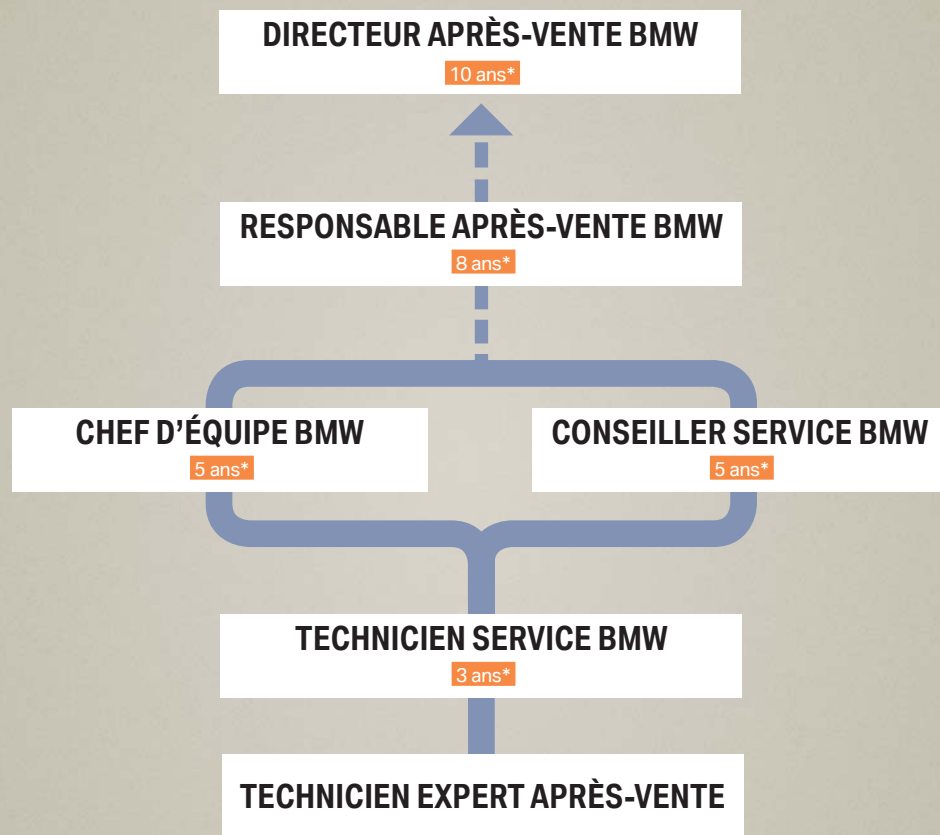 DIRECTEUR APRÈS-VENTE BMW
10 ans*
RESPONSABLE APRÈS-VENTE BMW
8 ans*
CHEF D’ÉQUIPE BMW
5 ans*
CONSEILLER SERVICE BMW
5 ans*
TECHNICIEN SERVICE BMW
3 ans*
TECHNICIEN EXPERT APRÈS-VENTE